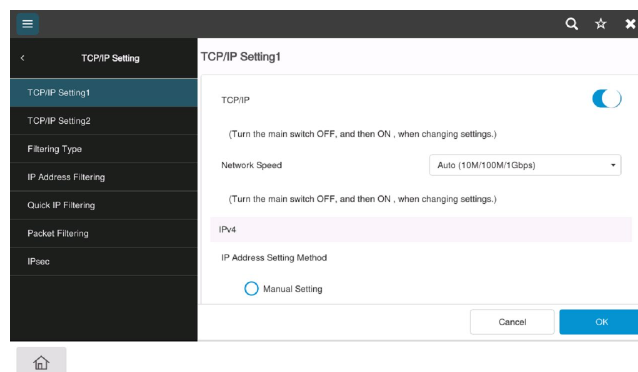 TCP/IP Setting
TCP/IP Setting1
TCP/IP Setting2
Filtering Type
IP Address Filtering
Quick IP Filtering
Packet Filtering
IPsec
TCP/IP Setting1
TCP/IP
(Turn the main switch OFF, and then ON , when changing settings.)
Network Speed
Auto (10M/100M/1Gbps)
(Turn the main switch OFF, and then ON , when changing settings.)
IPv4
IP Address Setting Method
Manual Setting
Cancel
OK